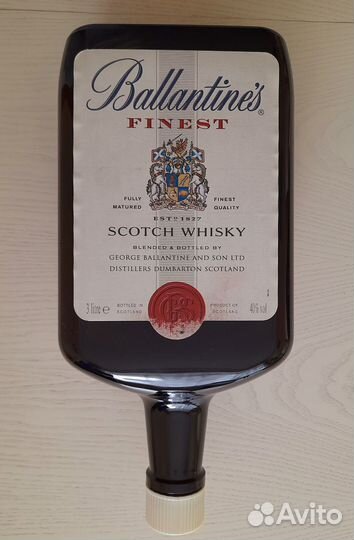 Ballantine's®
FINEST
FULLY MATURED
FINEST QUALITY
ESTD 1827
SCOTCH WHISKY
BLENDED & BOTTLED BY
GEORGE BALLANTINE AND SON LTD
DISTILLERS DUMBARTON SCOTLAND
3 litre ℮
BOTTLED IN SCOTLAND
GBS
PRODUCT OF SCOTLAND
40% vol
Avito